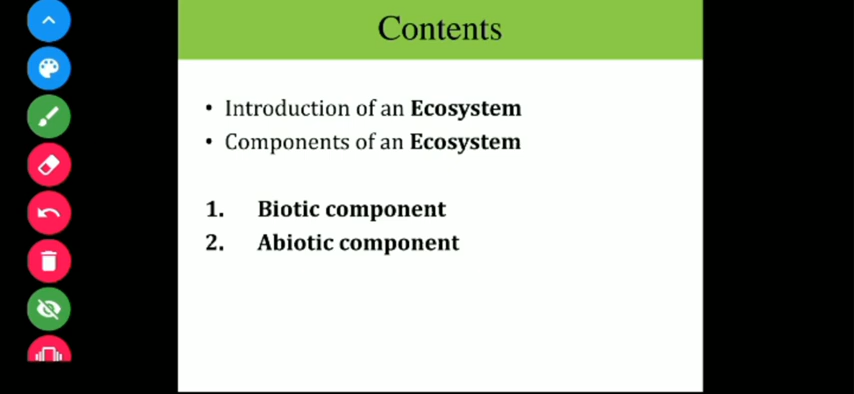 Contents
• Introduction of an Ecosystem
• Components of an Ecosystem
1. Biotic component
2. Abiotic component